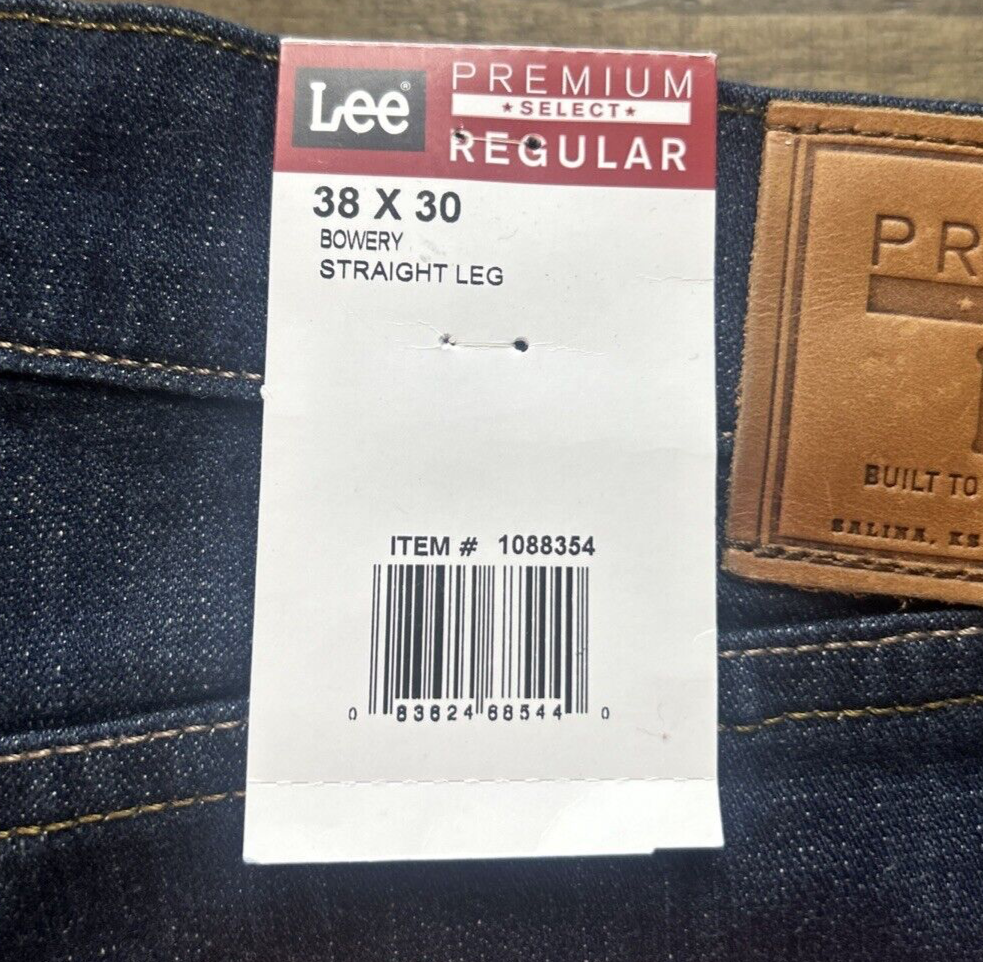 Lee®
PREMIUM
★SELECT★
REGULAR
38 X 30
BOWERY
STRAIGHT LEG
ITEM # 1088354
0 83624 68544 0
PR
BUILT TO
SALINA, KS